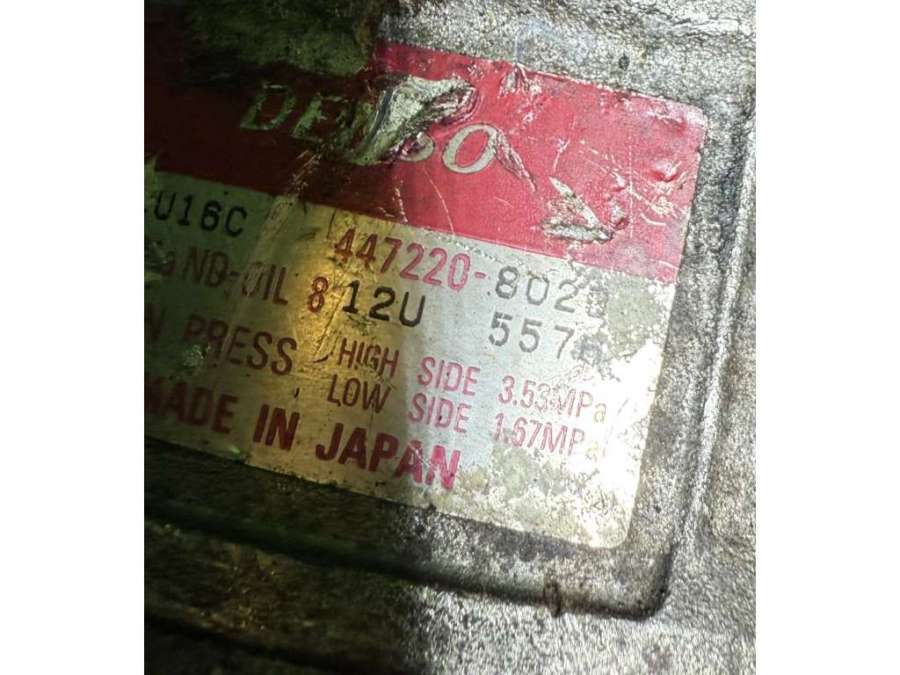 DENSO
U16C 447220-802
ND-OIL 8 12U 557
PRESS HIGH SIDE 3.53MPa
LOW SIDE 1.67MPa
MADE IN JAPAN